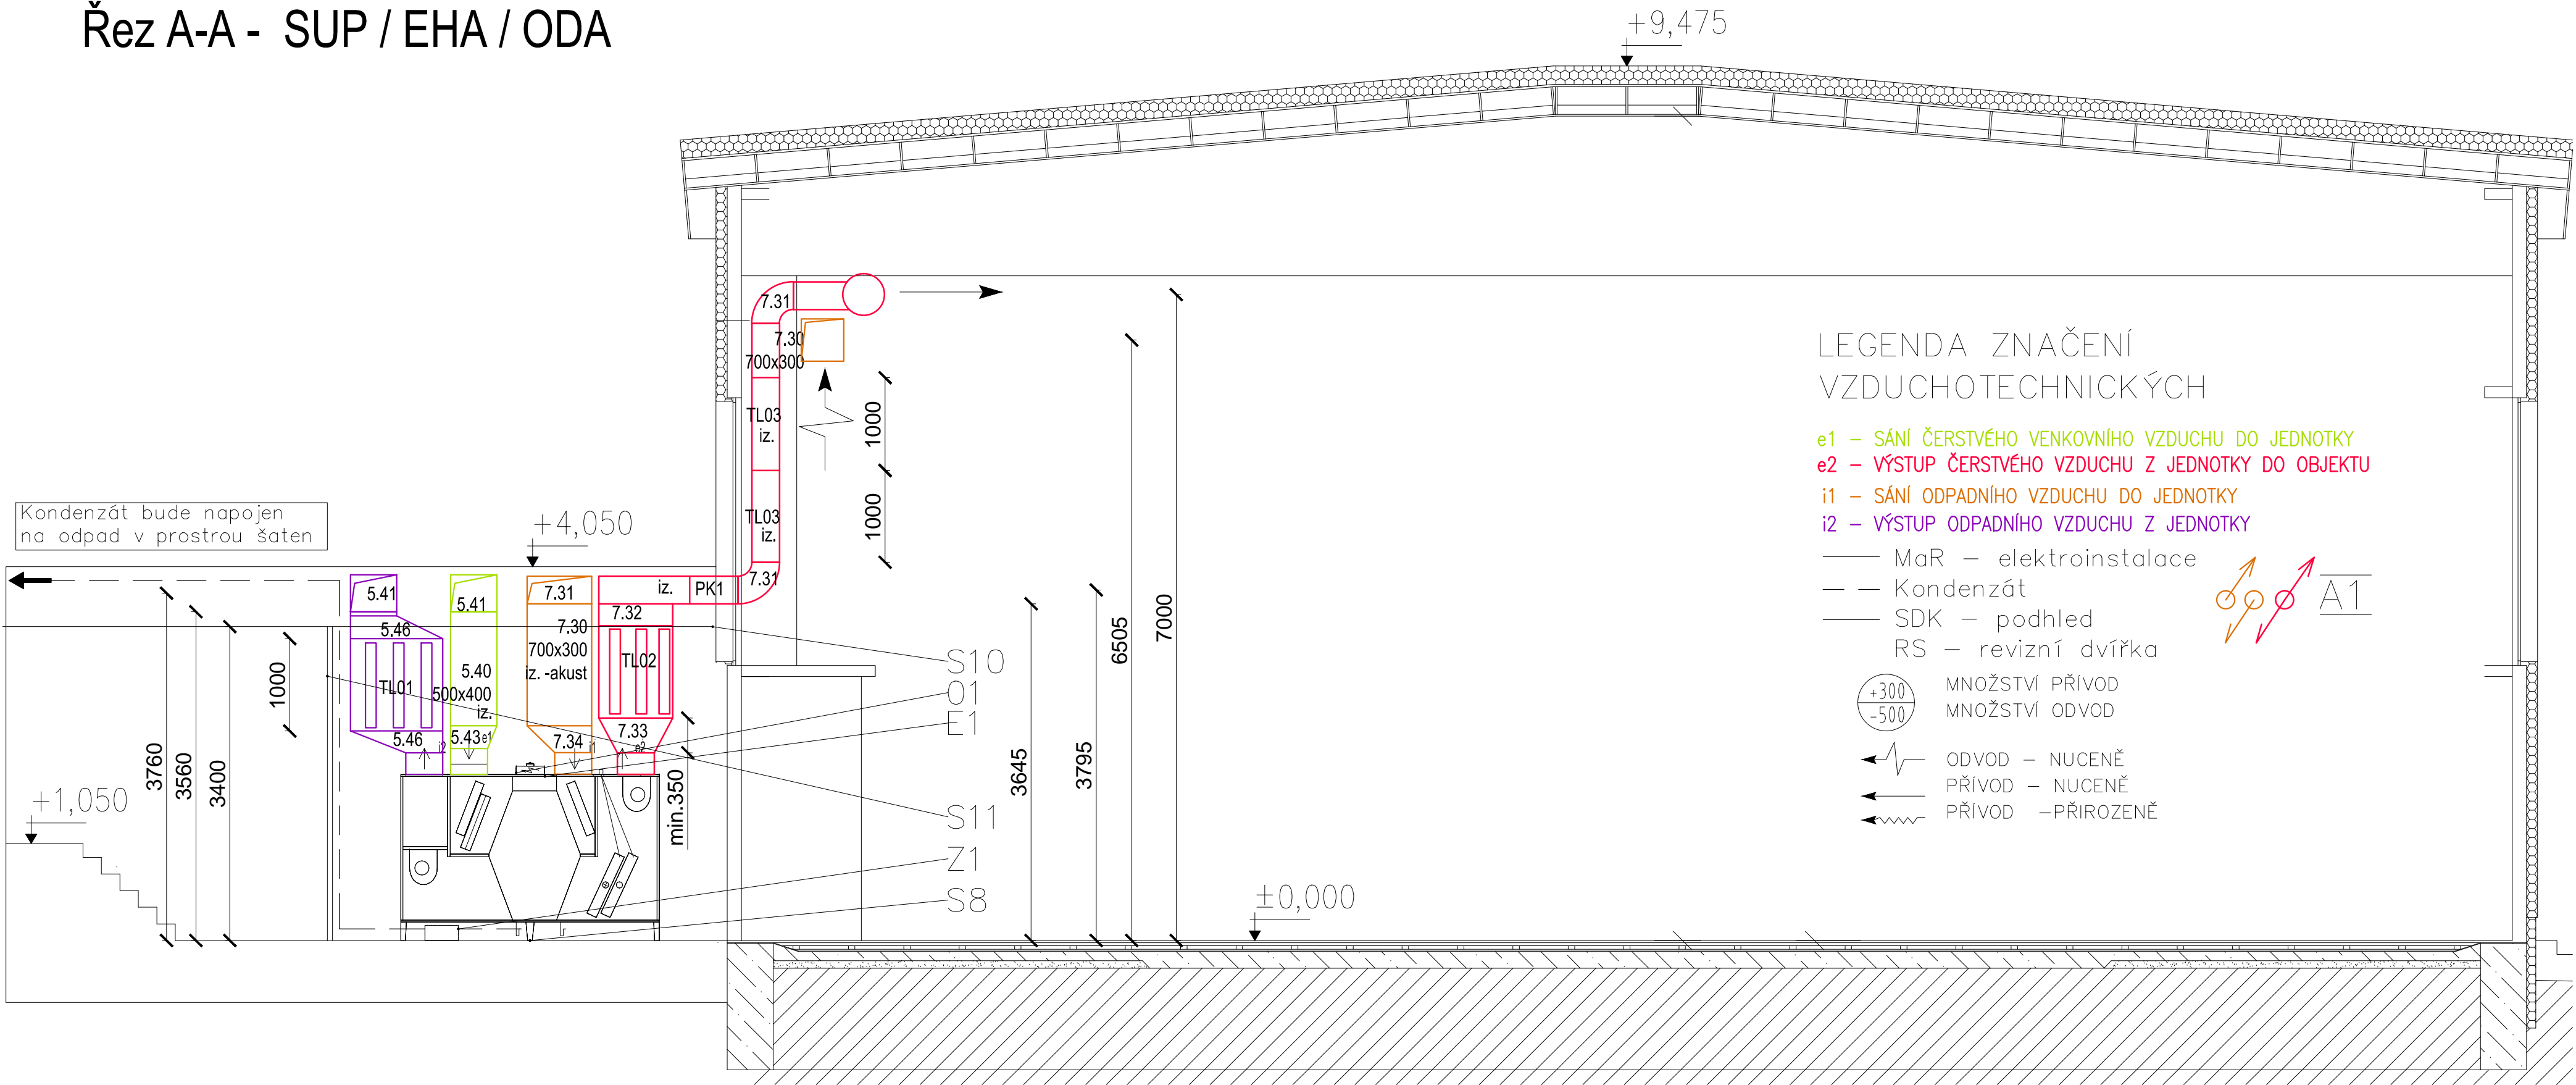 Řez A-A - SUP / EHA / ODA
+9,475
7.31
7.30
700x300
TL03
iz.
1000
TL03
iz.
1000
7.31
Kondenzát bude napojen
na odpad v prostrou šaten
+4,050
5.41
5.41
7.31
iz.
PK1
7.32
5.46
7.30
700x300
iz. -akust
TL02
5.40
500x400
iz.
TL01
1000
5.46
i2
5.43
e1
7.34
i1
7.33
e2
min.350
3760
3560
3400
+1,050
S10
O1
E1
S11
Z1
S8
3645
3795
6505
7000
±0,000
LEGENDA ZNAČENÍ
VZDUCHOTECHNICKÝCH
e1 – SÁNÍ ČERSTVÉHO VENKOVNÍHO VZDUCHU DO JEDNOTKY
e2 – VÝSTUP ČERSTVÉHO VZDUCHU Z JEDNOTKY DO OBJEKTU
i1 – SÁNÍ ODPADNÍHO VZDUCHU DO JEDNOTKY
i2 – VÝSTUP ODPADNÍHO VZDUCHU Z JEDNOTKY
MaR – elektroinstalace
Kondenzát
SDK – podhled
RS – revizní dvířka
A1
+300
-500
MNOŽSTVÍ PŘÍVOD
MNOŽSTVÍ ODVOD
ODVOD – NUCENĚ
PŘÍVOD – NUCENĚ
PŘÍVOD –PŘIROZENĚ